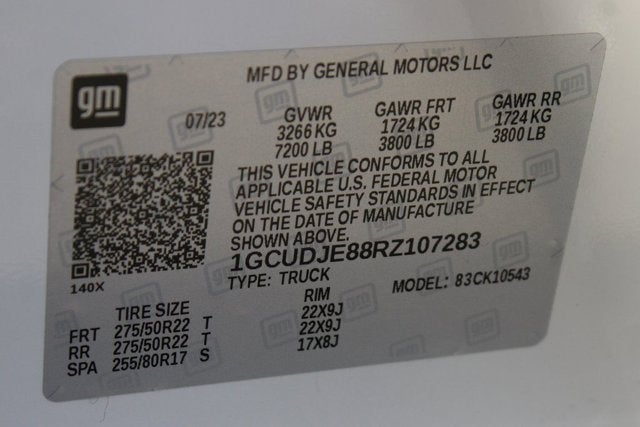 gm
MFD BY GENERAL MOTORS LLC
07/23 GVWR GAWR FRT GAWR RR
3266 KG 1724 KG 1724 KG
7200 LB 3800 LB 3800 LB
THIS VEHICLE CONFORMS TO ALL
APPLICABLE U.S. FEDERAL MOTOR
VEHICLE SAFETY STANDARDS IN EFFECT
ON THE DATE OF MANUFACTURE
SHOWN ABOVE.
1GCUDJE88RZ107283
140X
TYPE: TRUCK MODEL: 83CK10543
TIRE SIZE RIM
FRT 275/50R22 T 22X9J
RR 275/50R22 T 22X9J
SPA 255/80R17 S 17X8J